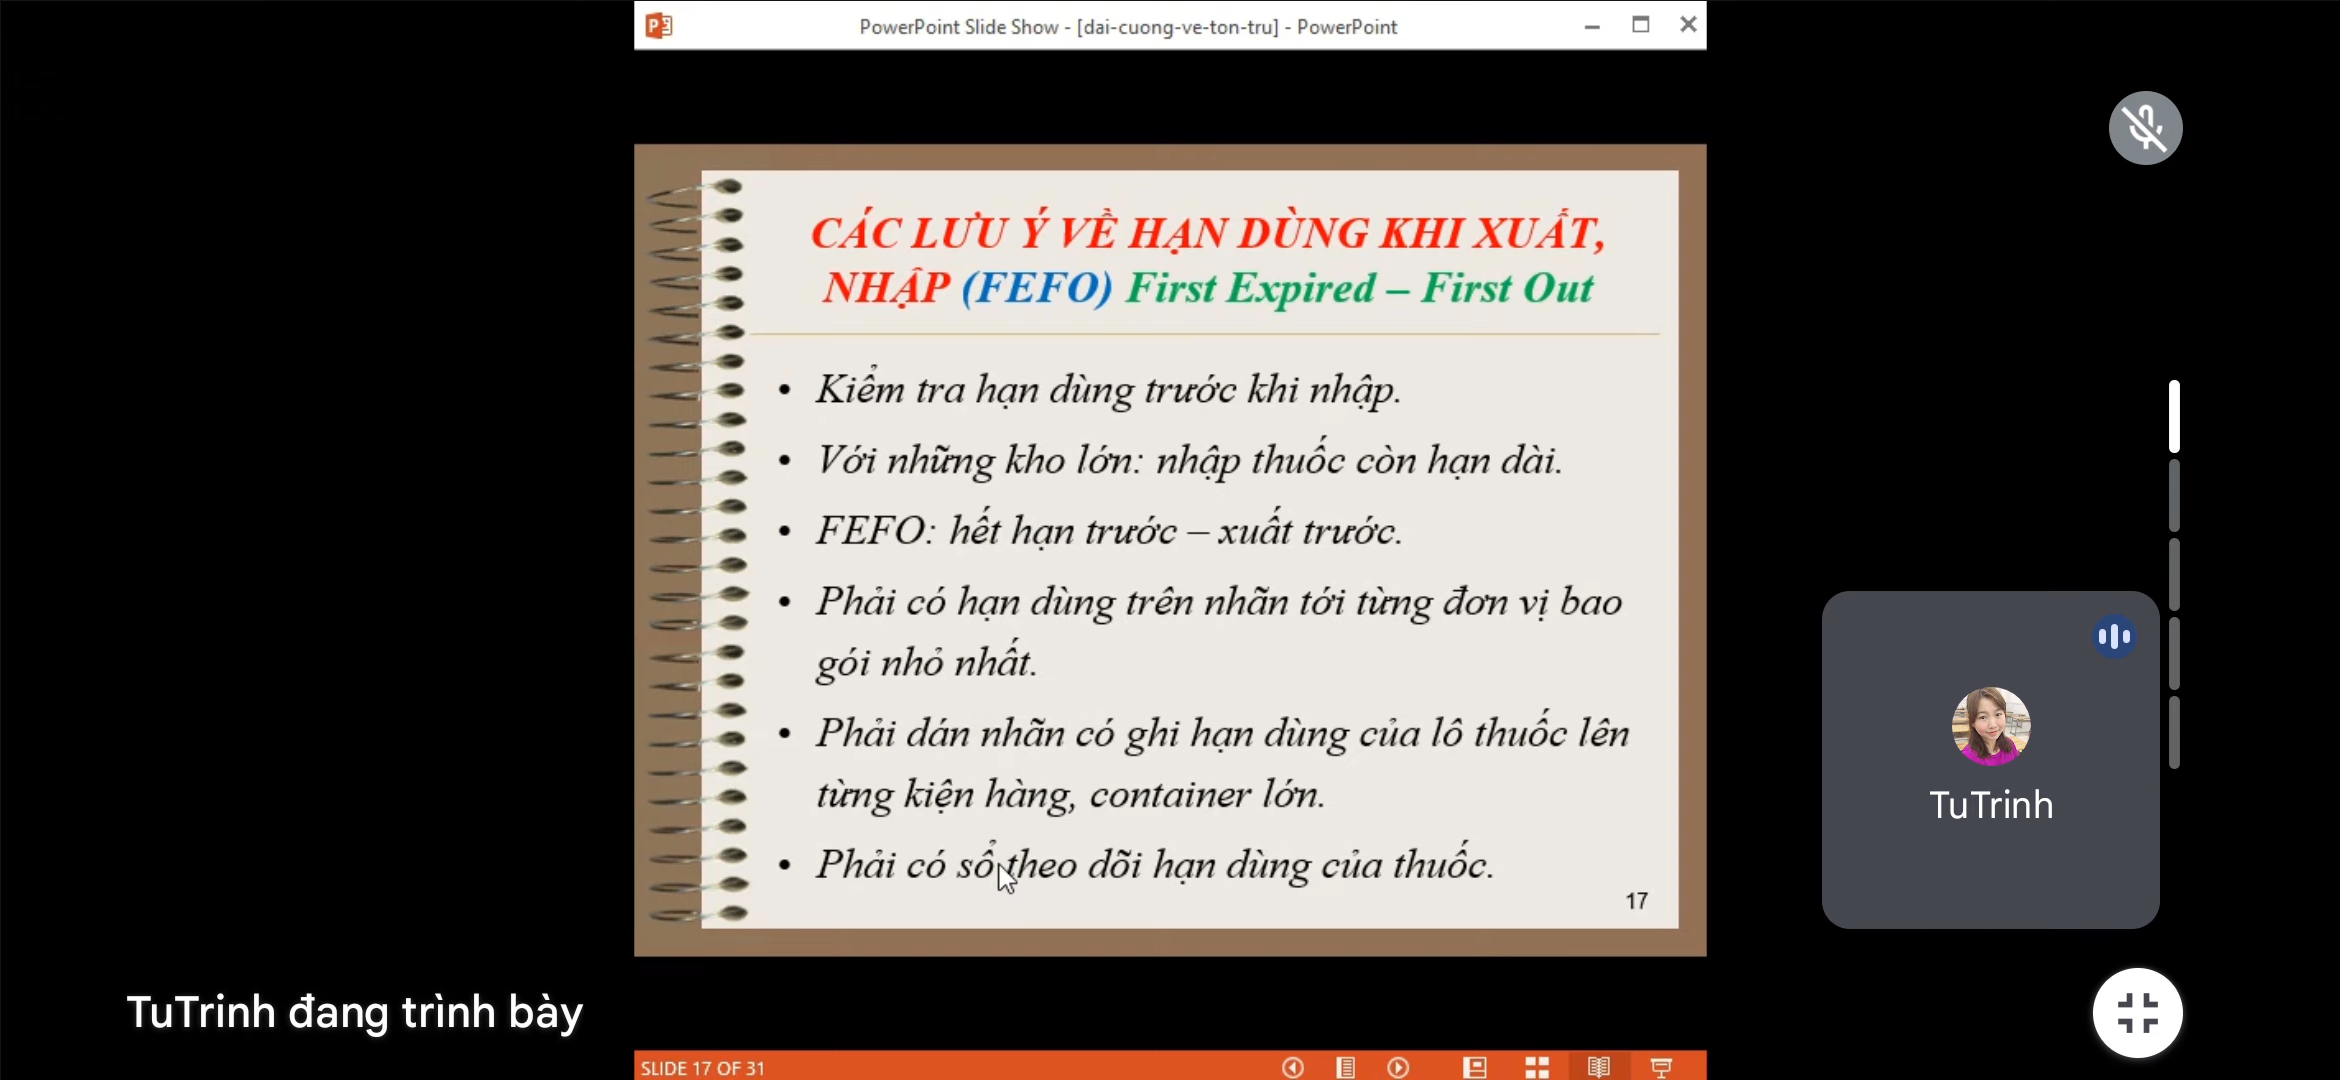 PowerPoint Slide Show - [dai-cuong-ve-ton-tru] - PowerPoint
CÁC LƯU Ý VỀ HẠN DÙNG KHI XUẤT,
NHẬP (FEFO) First Expired – First Out
• Kiểm tra hạn dùng trước khi nhập.
• Với những kho lớn: nhập thuốc còn hạn dài.
• FEFO: hết hạn trước – xuất trước.
• Phải có hạn dùng trên nhãn tới từng đơn vị bao
gói nhỏ nhất.
• Phải dán nhãn có ghi hạn dùng của lô thuốc lên
từng kiện hàng, container lớn.
• Phải có sổ theo dõi hạn dùng của thuốc.
17
TuTrinh
TuTrinh đang trình bày
SLIDE 17 OF 31